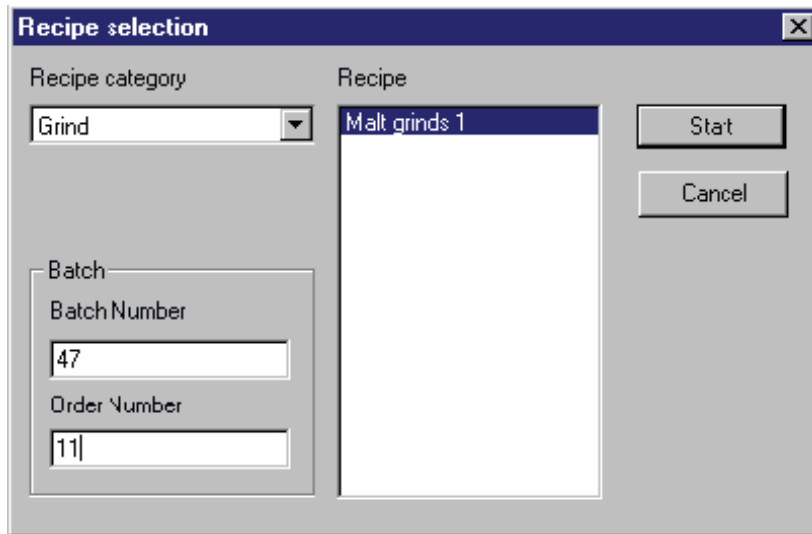 Recipe selection
Recipe category
Grind
Recipe
Malt grinds 1
Start
Cancel
Batch
Batch Number
47
Order Number
11